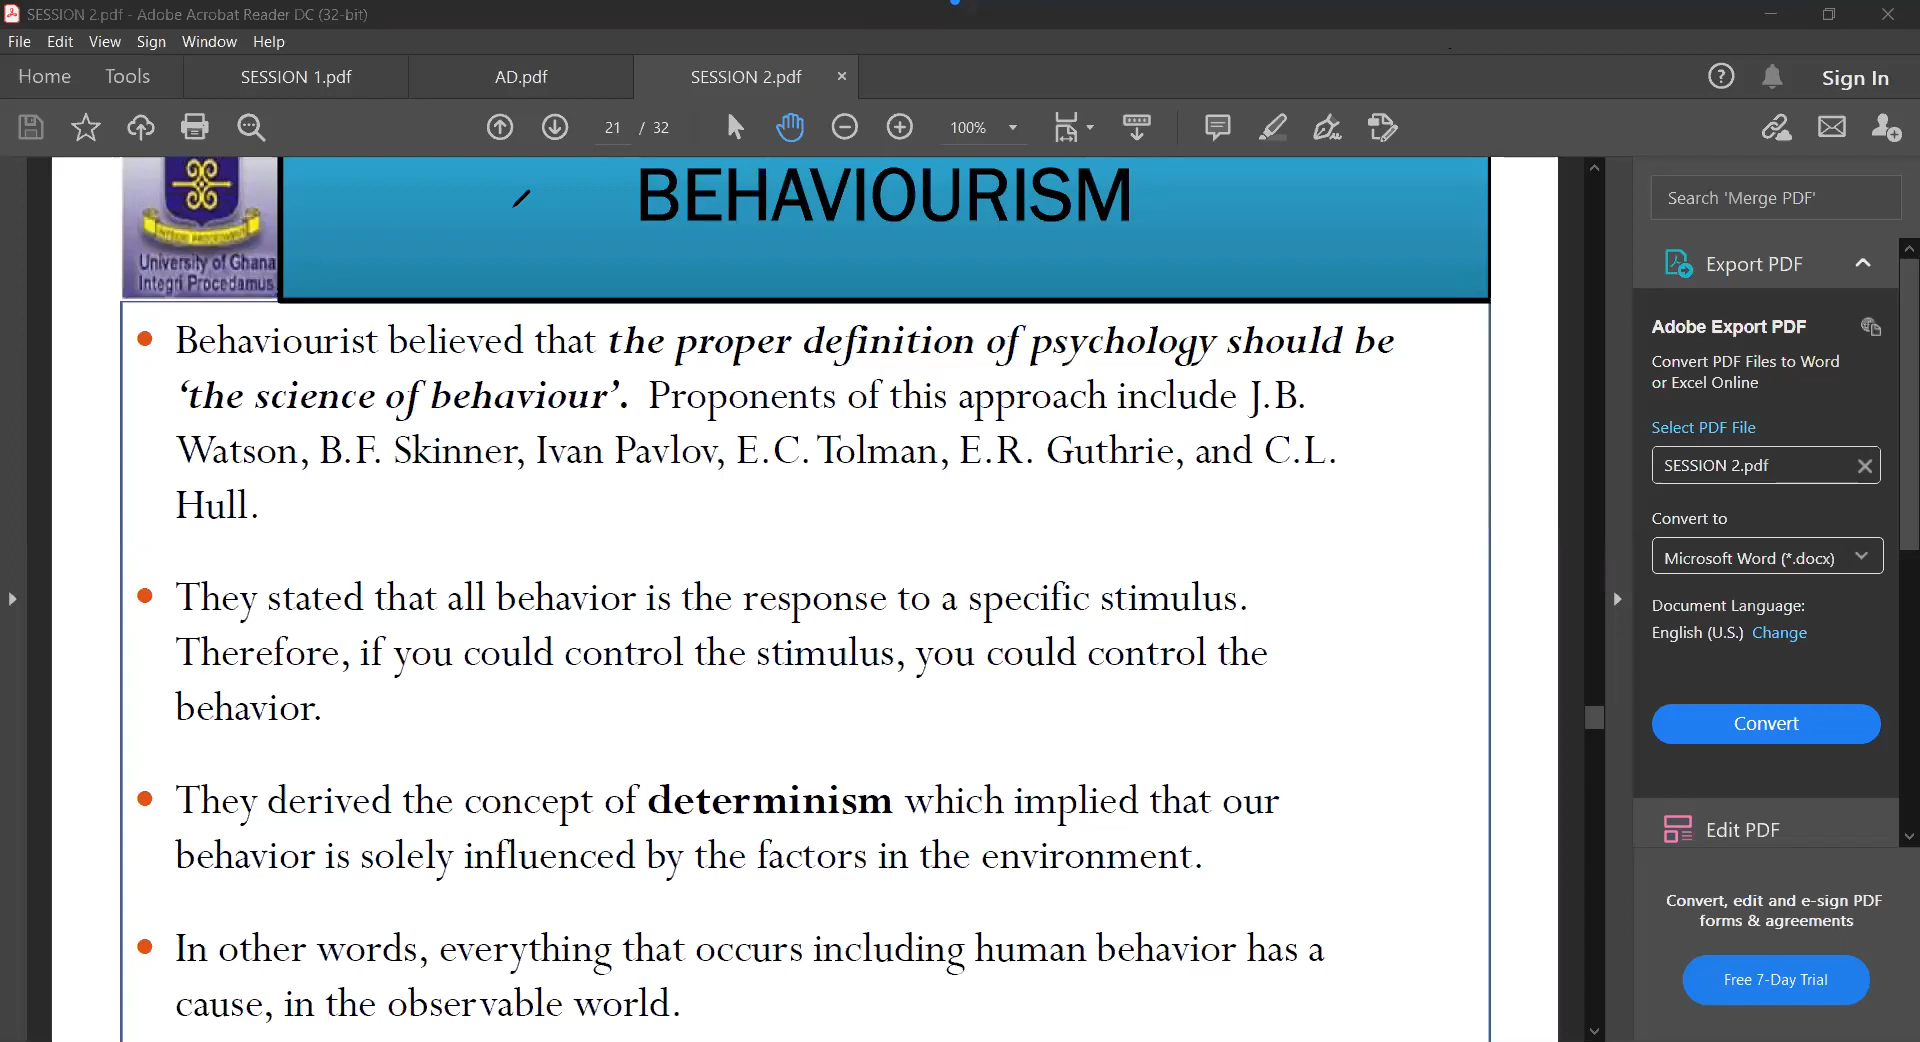 SESSION 2.pdf - Adobe Acrobat Reader DC (32-bit)
File Edit View Sign Window Help
Home Tools SESSION 1.pdf AD.pdf SESSION 2.pdf Sign In
21 / 32 100%
BEHAVIOURISM
University of Ghana
Integri Procedamus
Behaviourist believed that the proper definition of psychology should be
‘the science of behaviour’. Proponents of this approach include J.B.
Watson, B.F. Skinner, Ivan Pavlov, E.C. Tolman, E.R. Guthrie, and C.L.
Hull.
They stated that all behavior is the response to a specific stimulus.
Therefore, if you could control the stimulus, you could control the
behavior.
They derived the concept of determinism which implied that our
behavior is solely influenced by the factors in the environment.
In other words, everything that occurs including human behavior has a
cause, in the observable world.
Search 'Merge PDF'
Export PDF
Adobe Export PDF
Convert PDF Files to Word
or Excel Online
Select PDF File
SESSION 2.pdf
Convert to
Microsoft Word (*.docx)
Document Language:
English (U.S.) Change
Convert
Edit PDF
Convert, edit and e-sign PDF
forms & agreements
Free 7-Day Trial